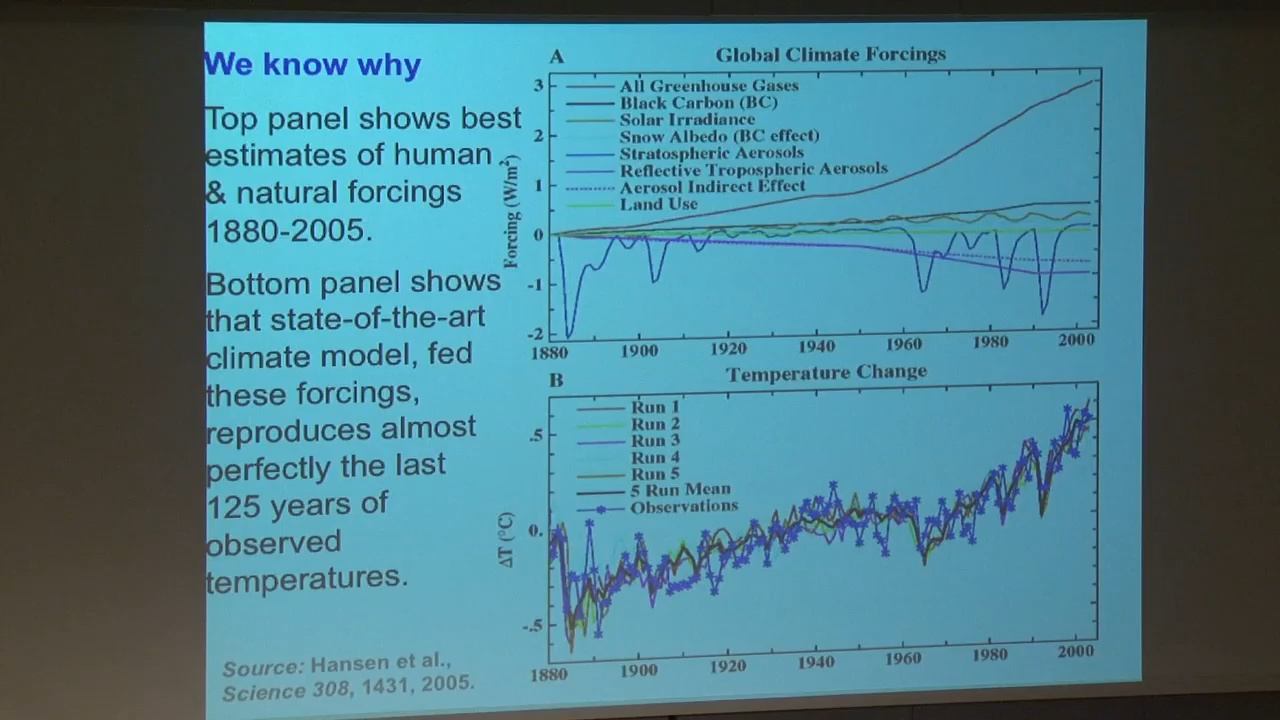 We know why
Top panel shows best
estimates of human
& natural forcings
1880-2005.
Bottom panel shows
that state-of-the-art
climate model, fed
these forcings,
reproduces almost
perfectly the last
125 years of
observed
temperatures.
Source: Hansen et al.,
Science 308, 1431, 2005.
A
Global Climate Forcings
All Greenhouse Gases
Black Carbon (BC)
Solar Irradiance
Snow Albedo (BC effect)
Stratospheric Aerosols
Reflective Tropospheric Aerosols
Aerosol Indirect Effect
Land Use
Forcing (W/m²)
3
2
1
0
-1
-2
1880 1900 1920 1940 1960 1980 2000
B
Temperature Change
Run 1
Run 2
Run 3
Run 4
Run 5
5 Run Mean
Observations
ΔT (°C)
.5
0.
-.5
1880 1900 1920 1940 1960 1980 2000